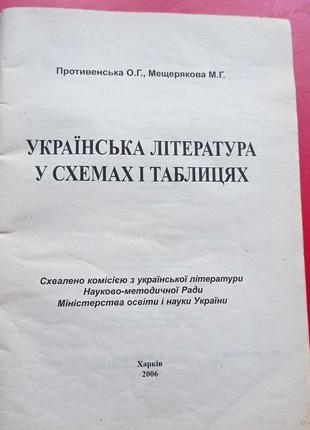 Противенська О.Г., Мещерякова М.Г.
УКРАЇНСЬКА ЛІТЕРАТУРА
У СХЕМАХ І ТАБЛИЦЯХ
Схвалено комісією з української літератури
Науково-методичної Ради
Міністерства освіти і науки України
Харків
2006